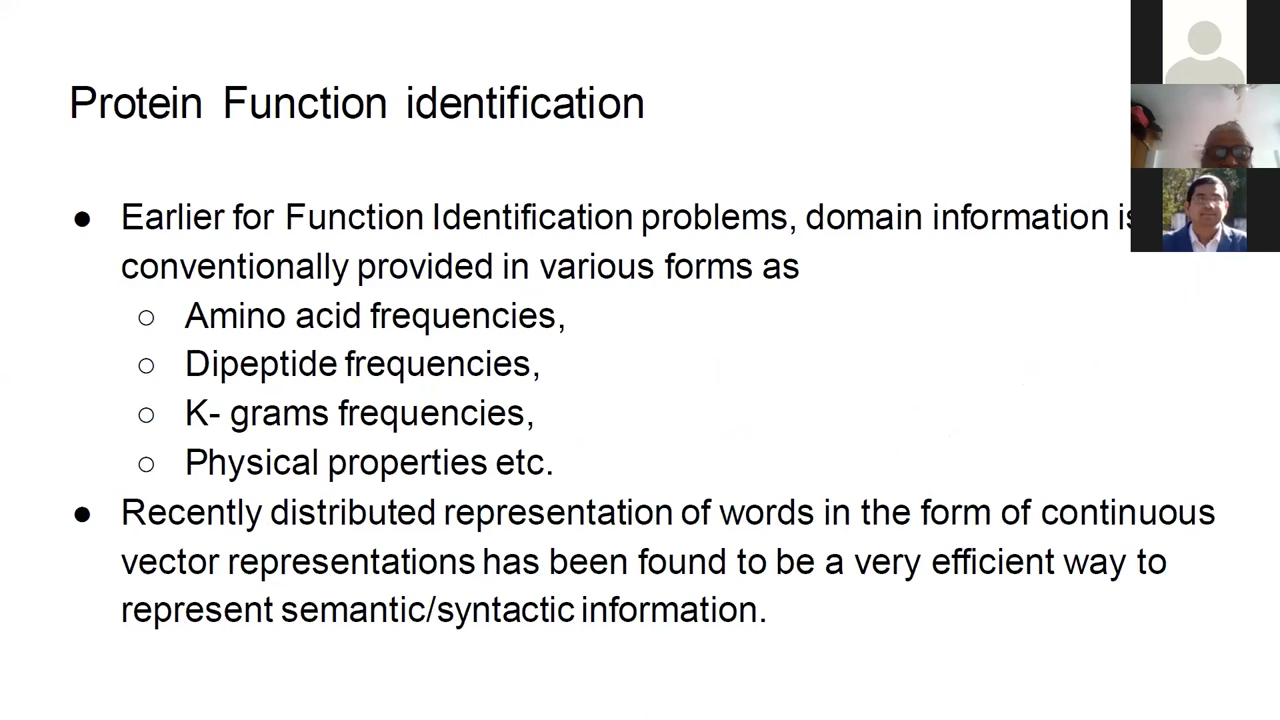 Protein Function identification
● Earlier for Function Identification problems, domain information is
conventionally provided in various forms as
○ Amino acid frequencies,
○ Dipeptide frequencies,
○ K- grams frequencies,
○ Physical properties etc.
● Recently distributed representation of words in the form of continuous
vector representations has been found to be a very efficient way to
represent semantic/syntactic information.